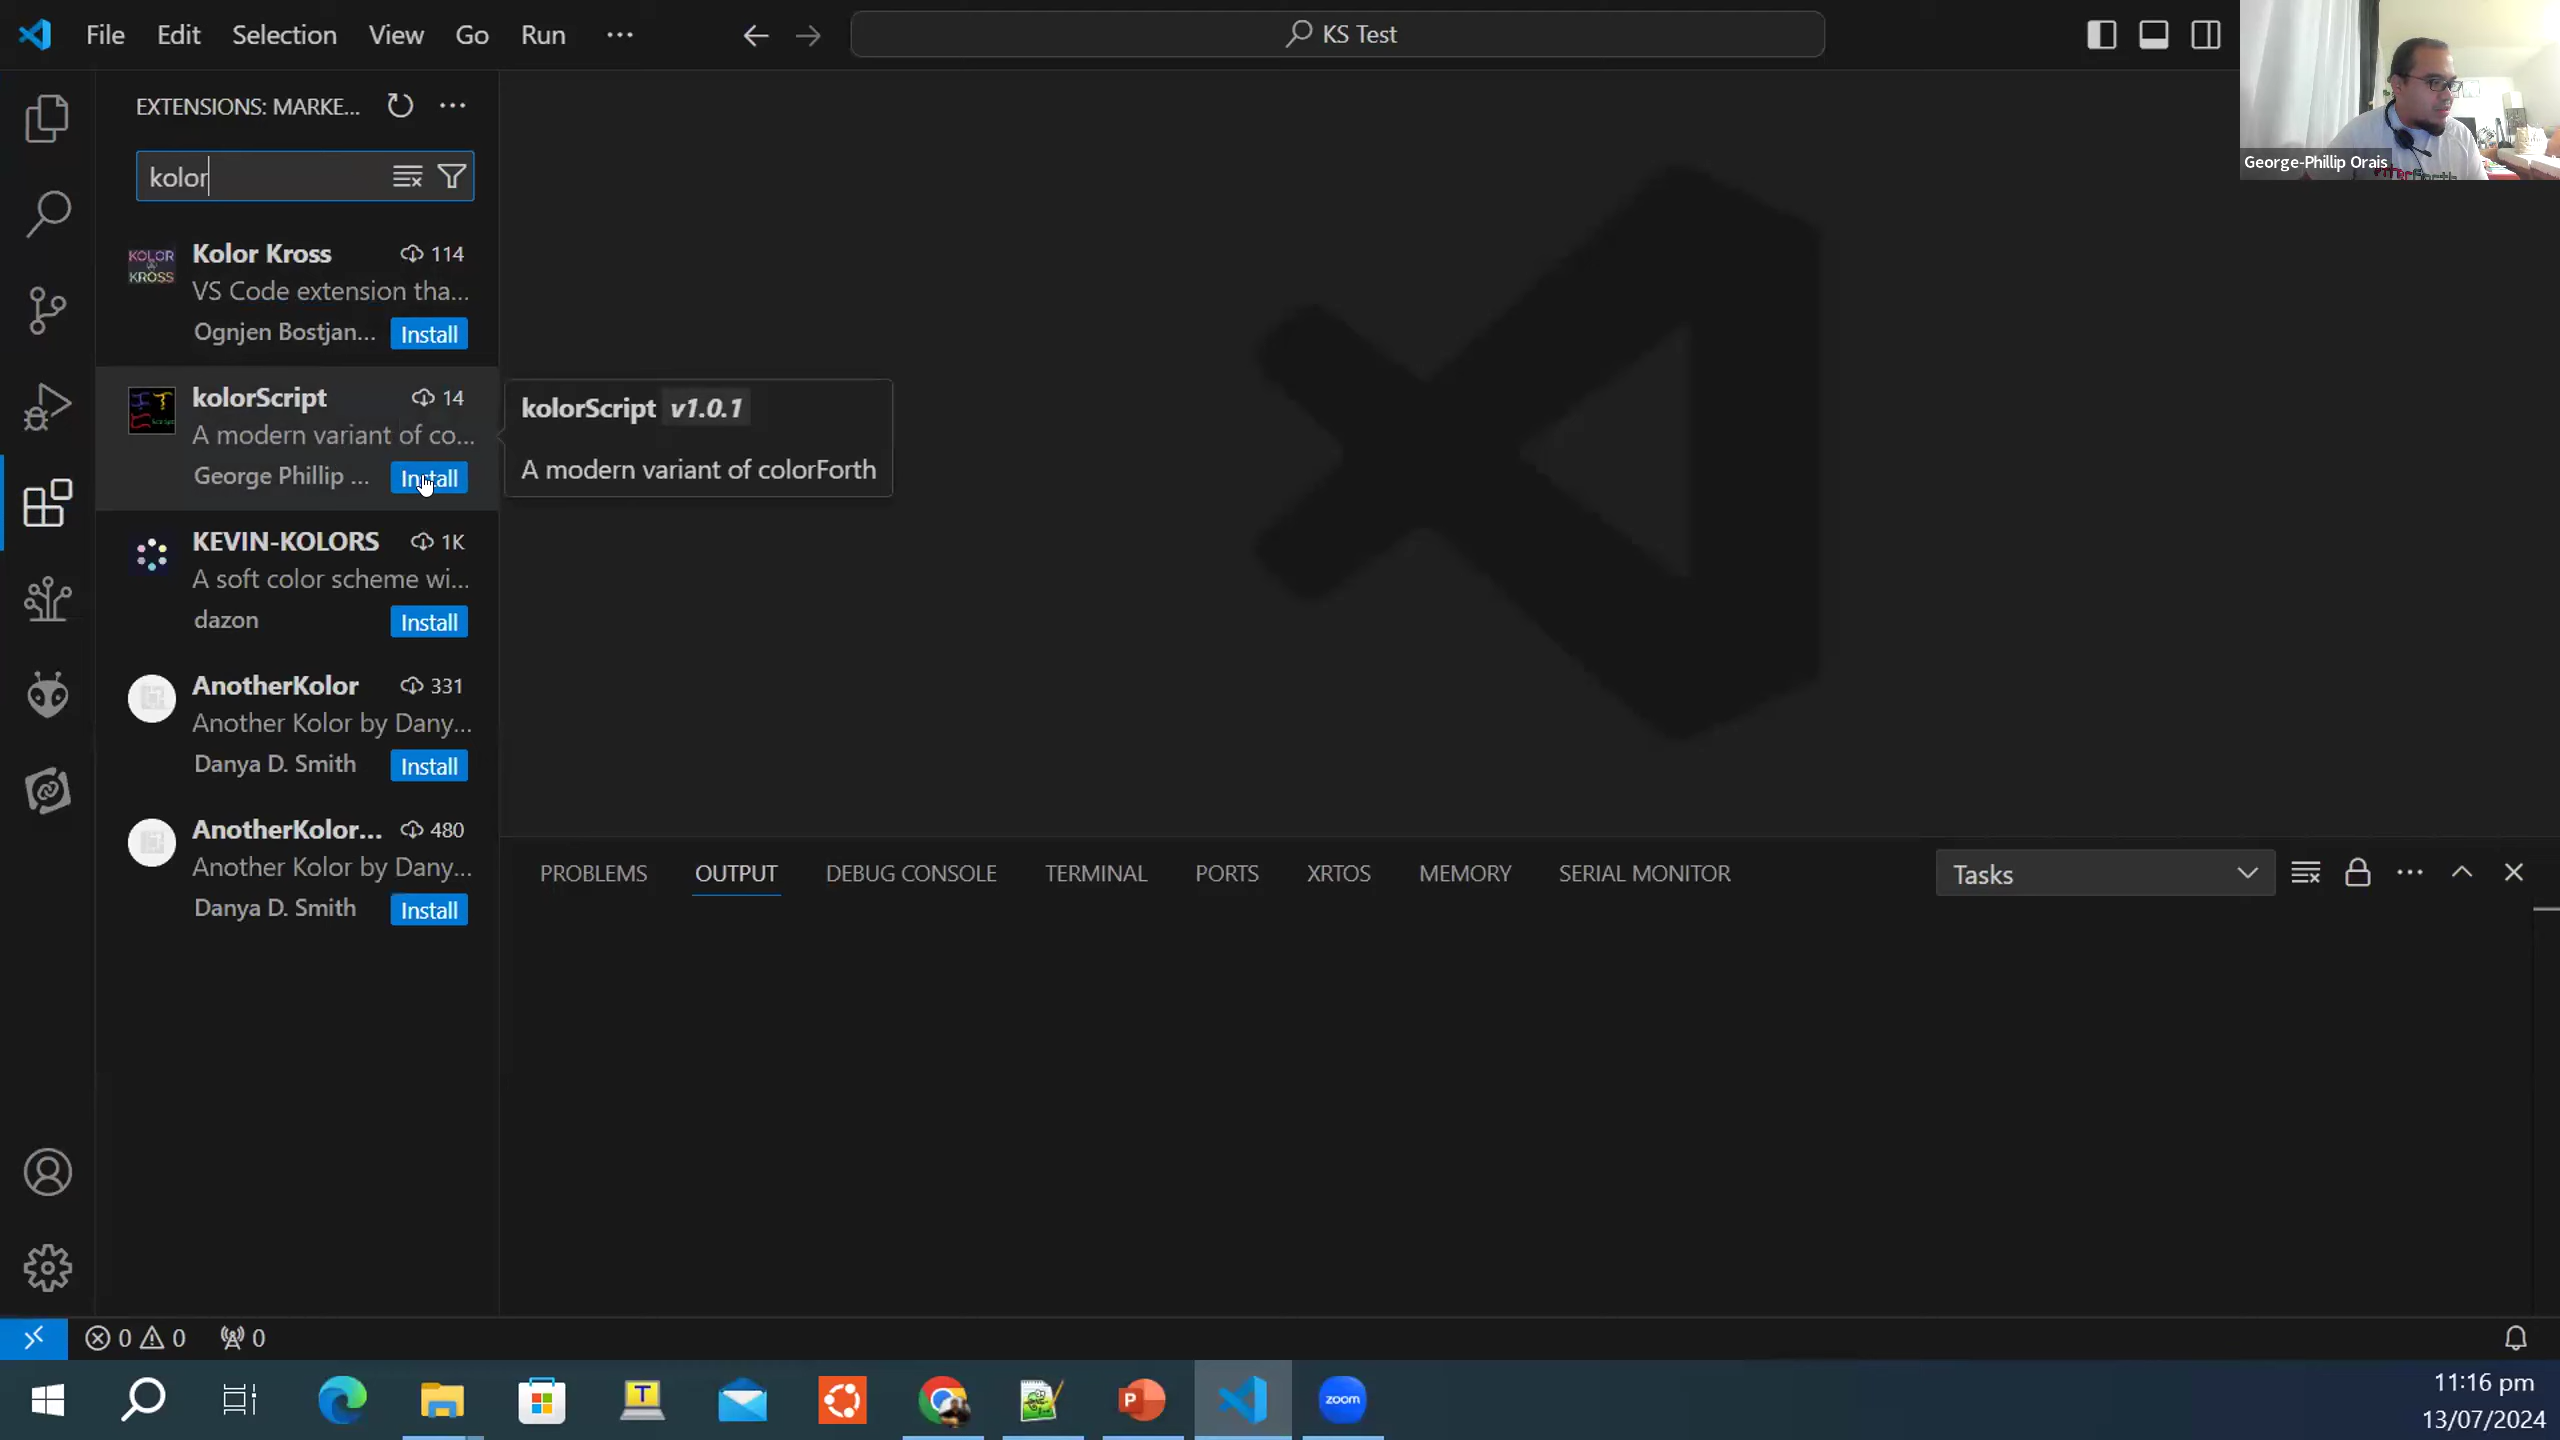 File Edit Selection View Go Run ···
KS Test
George-Phillip Orais
EXTENSIONS: MARKE...
kolor
KOLOR
KROSS
Kolor Kross 114
VS Code extension tha...
Ognjen Bostjan... Install
kolorScript 14
A modern variant of co...
George Phillip ... Install
kolorScript v1.0.1
A modern variant of colorForth
KEVIN-KOLORS 1K
A soft color scheme wi...
dazon Install
AnotherKolor 331
Another Kolor by Dany...
Danya D. Smith Install
AnotherKolor... 480
Another Kolor by Dany...
Danya D. Smith Install
PROBLEMS OUTPUT DEBUG CONSOLE TERMINAL PORTS XRTOS MEMORY SERIAL MONITOR Tasks
0 0 0
zoom
11:16 pm
13/07/2024